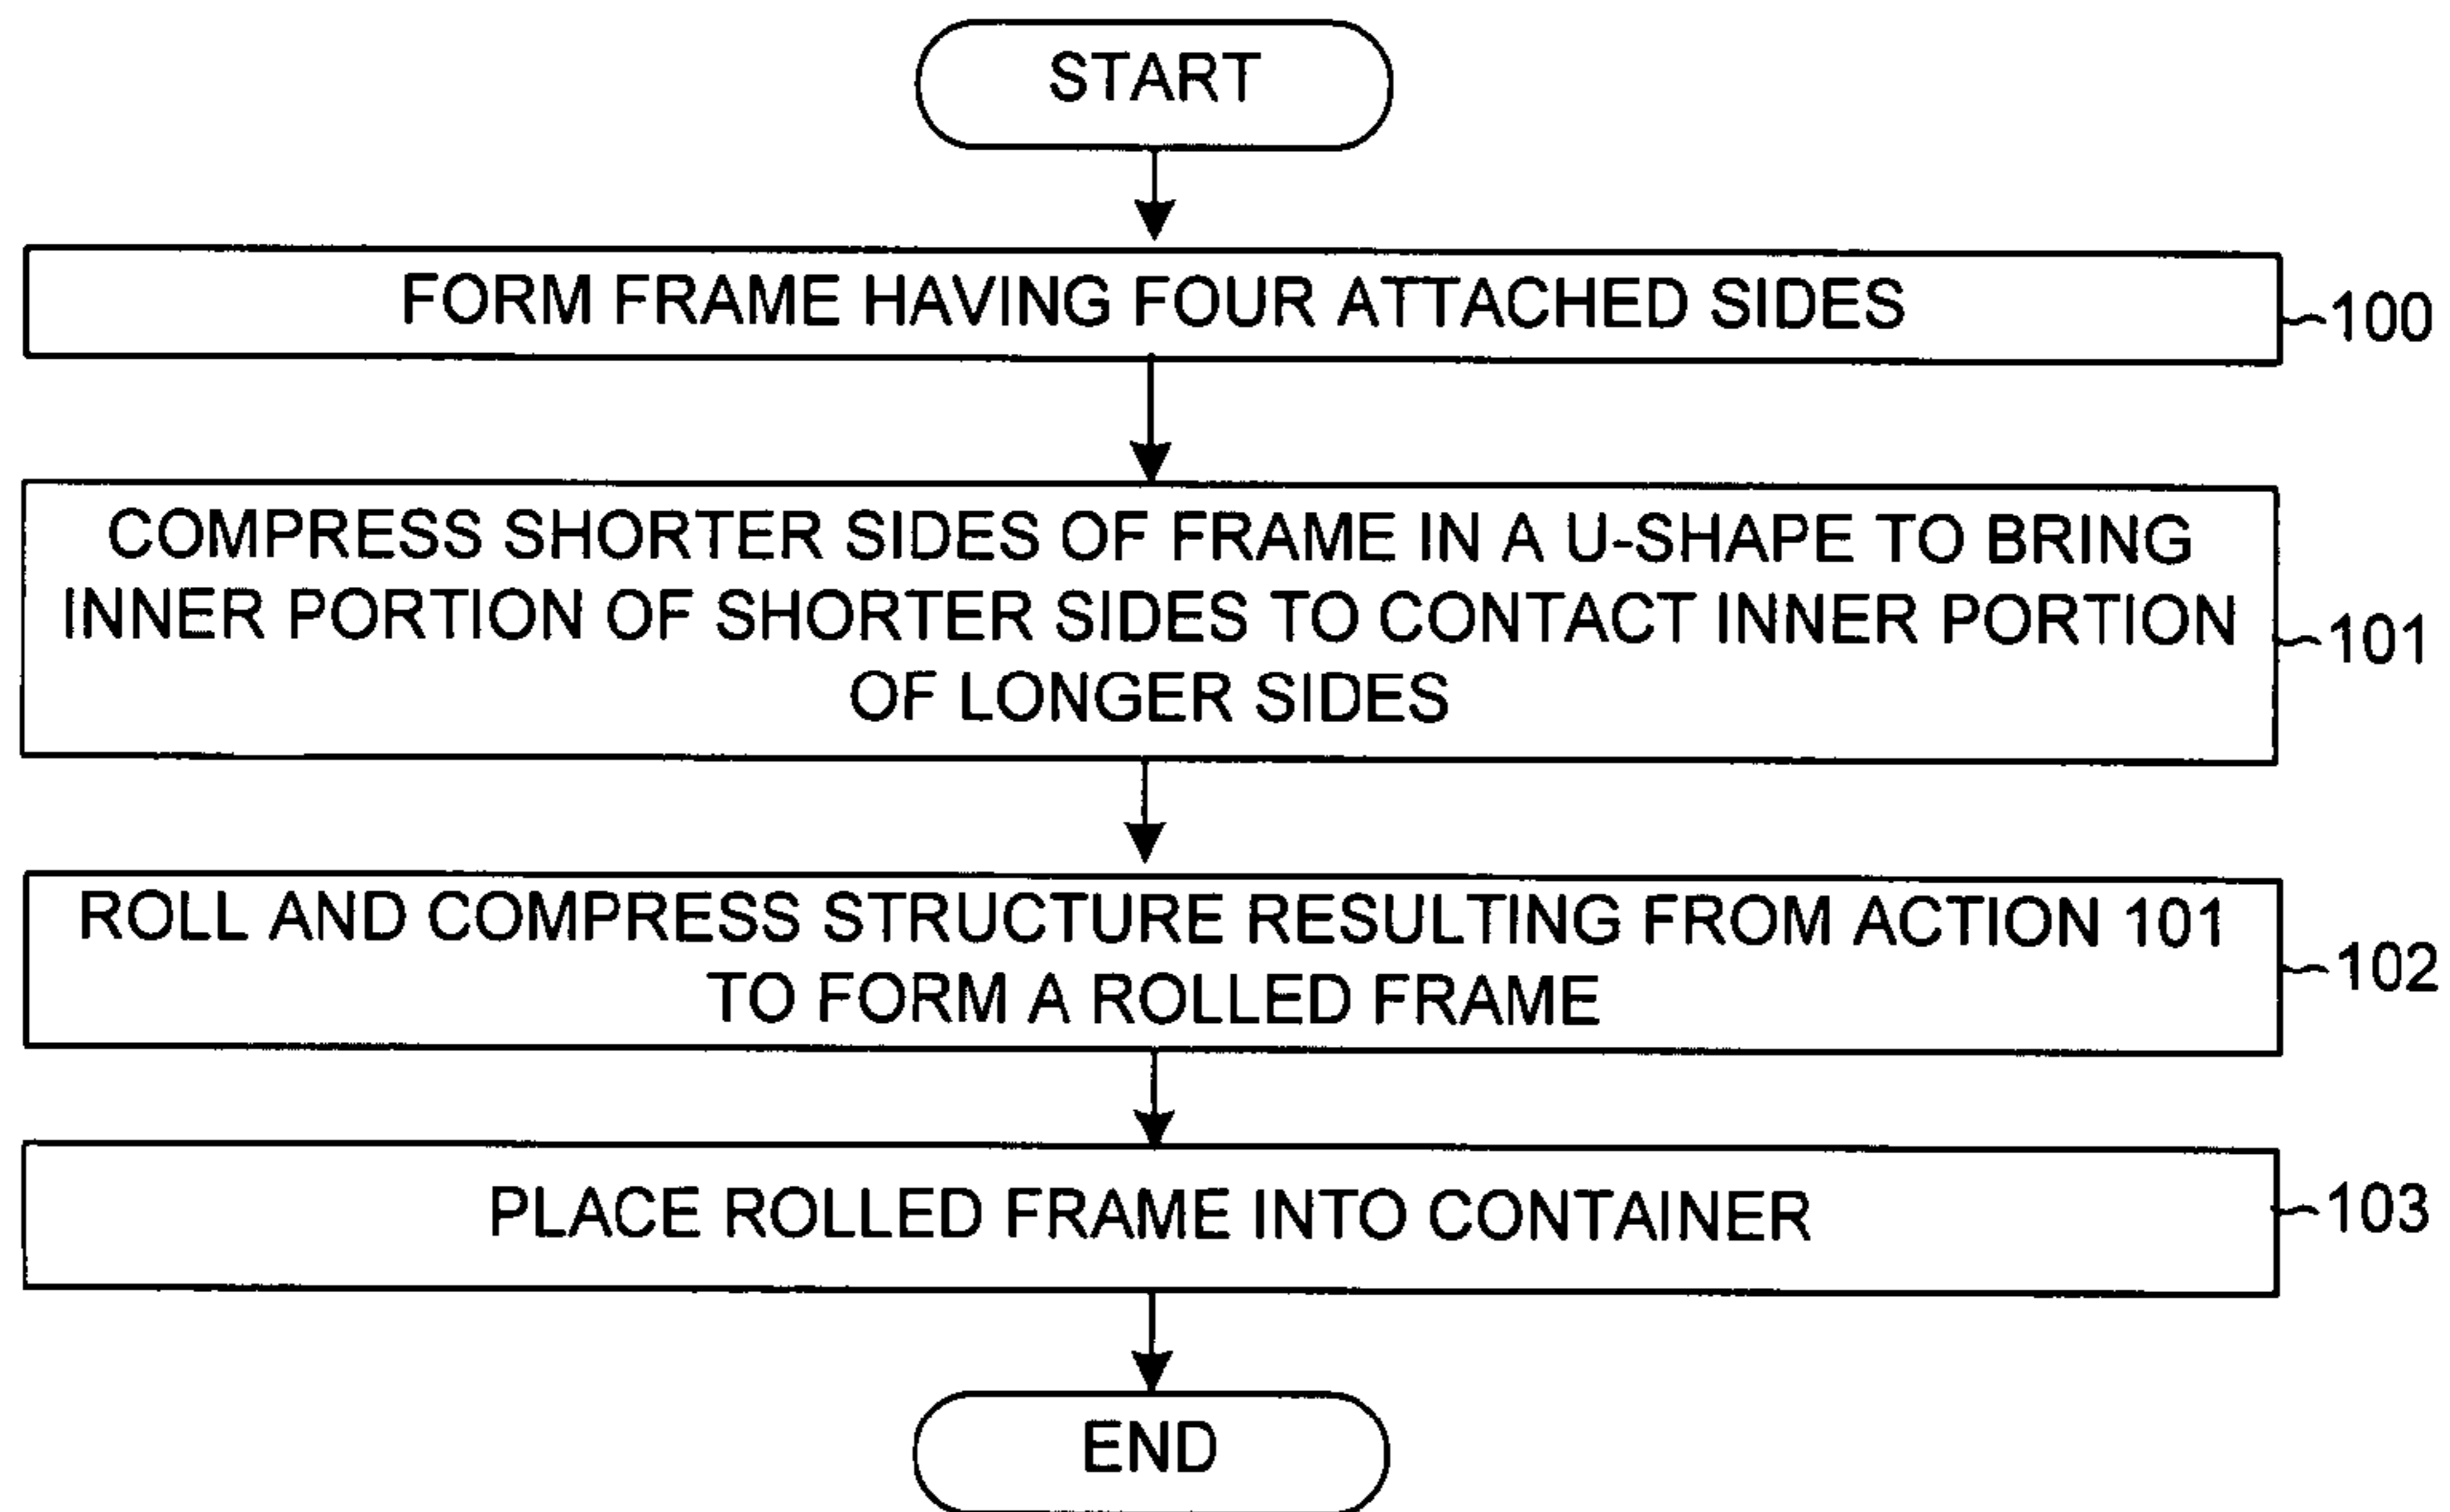 START
FORM FRAME HAVING FOUR ATTACHED SIDES
100
COMPRESS SHORTER SIDES OF FRAME IN A U-SHAPE TO BRING
INNER PORTION OF SHORTER SIDES TO CONTACT INNER PORTION
OF LONGER SIDES
101
ROLL AND COMPRESS STRUCTURE RESULTING FROM ACTION 101
TO FORM A ROLLED FRAME
102
PLACE ROLLED FRAME INTO CONTAINER
103
END